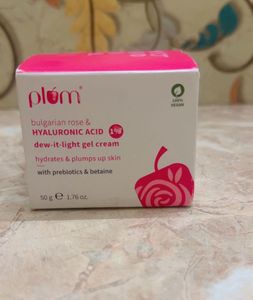 plum
100%
VEGAN
bulgarian rose &
HYALURONIC ACID 1%
dew-it-light gel cream
hydrates & plumps up skin
with prebiotics & betaine
50 g e 1.76 oz.